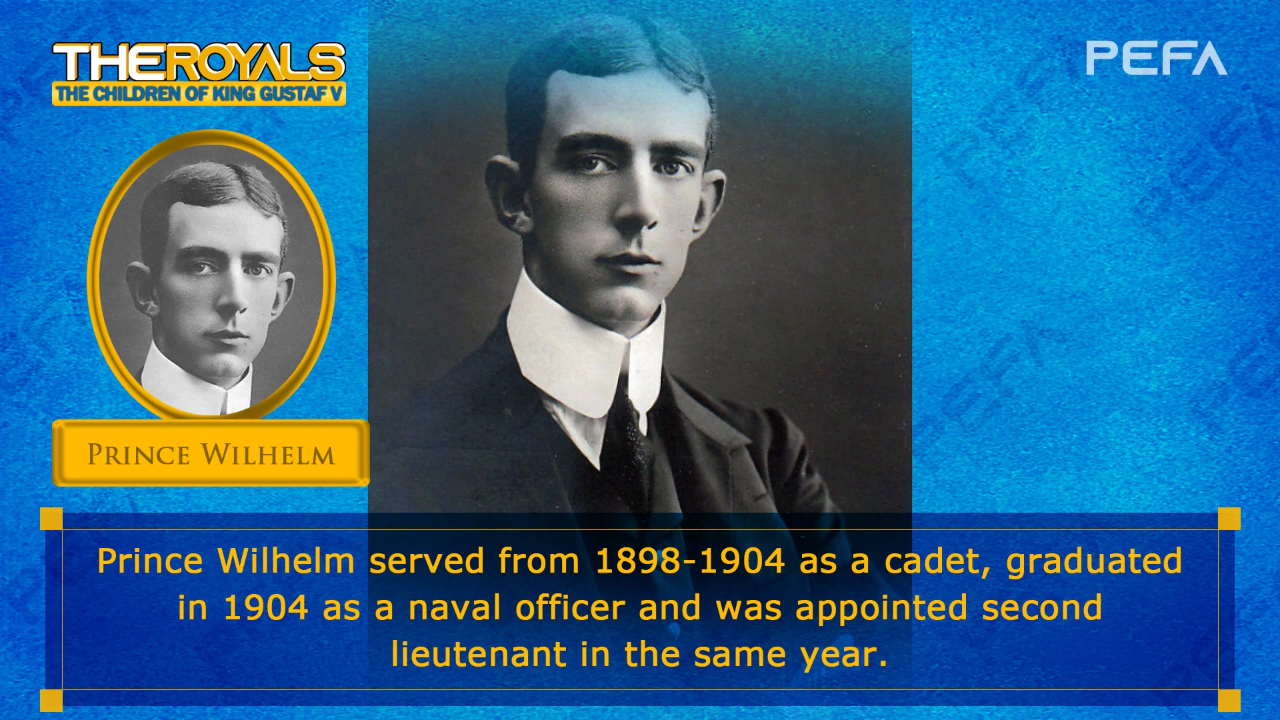 THEROYALS
THE CHILDREN OF KING GUSTAF V
PEFA
PRINCE WILHELM
Prince Wilhelm served from 1898-1904 as a cadet, graduated
in 1904 as a naval officer and was appointed second
lieutenant in the same year.